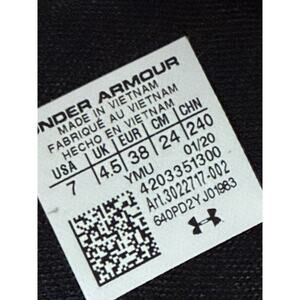 UNDER ARMOUR
MADE IN VIETNAM
FABRIQUÉ AU VIETNAM
HECHO EN VIETNAM
USA UK EUR CM CHN
7 4.5 38 24 240
YMU 01/20
4203351300
Art.3022717-002
640PD2YJ01963